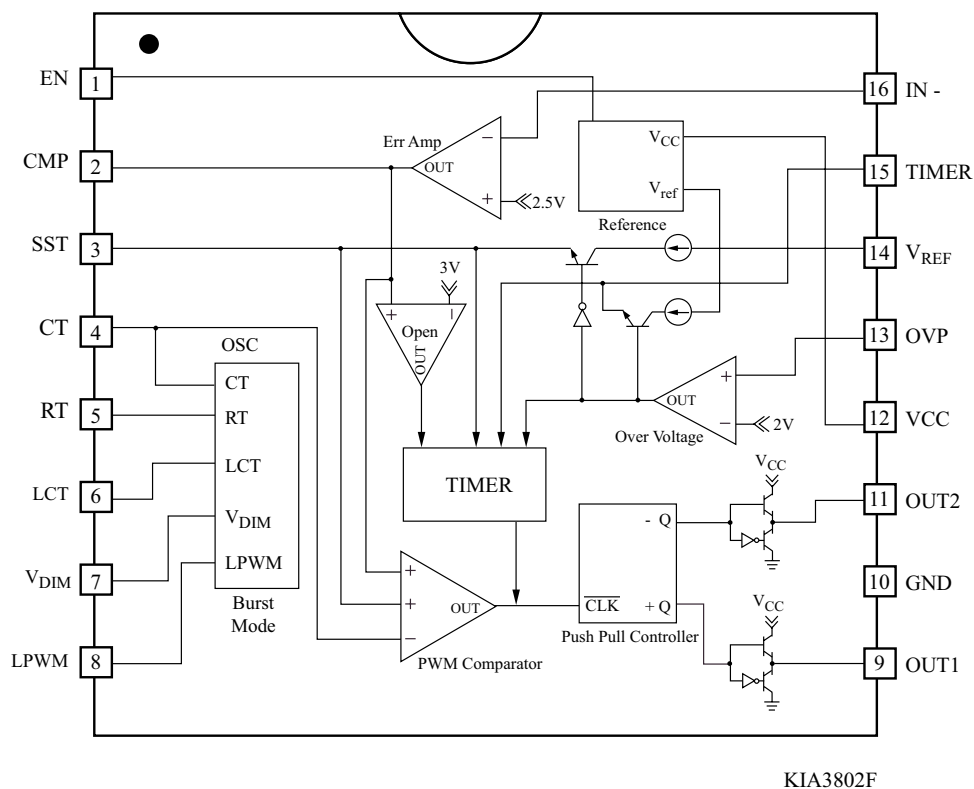 EN
1
16
IN -
Err Amp
−
VCC
CMP
2
OUT
15
TIMER
+
2.5V
Vref
Reference
SST
3
14
VREF
3V
CT
4
+
−
Open
OUT
13
OVP
OSC
CT
+
OUT
RT
5
RT
−
2V
12
VCC
Over Voltage
LCT
6
LCT
TIMER
VCC
11
OUT2
VDIM
- Q
VDIM
7
LPWM
+
10
GND
Burst
Mode
+
OUT
CLK
+ Q
VCC
−
Push Pull Controller
LPWM
8
PWM Comparator
9
OUT1
KIA3802F